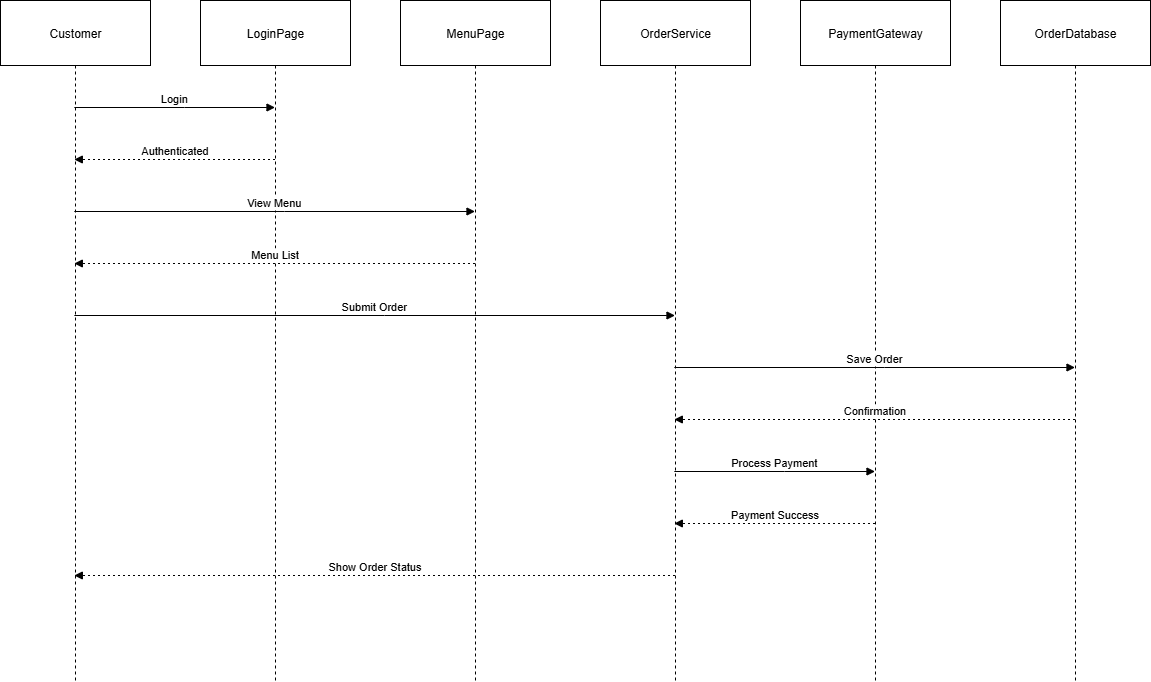 Customer
LoginPage
MenuPage
OrderService
PaymentGateway
OrderDatabase
Login
Authenticated
View Menu
Menu List
Submit Order
Save Order
Confirmation
Process Payment
Payment Success
Show Order Status